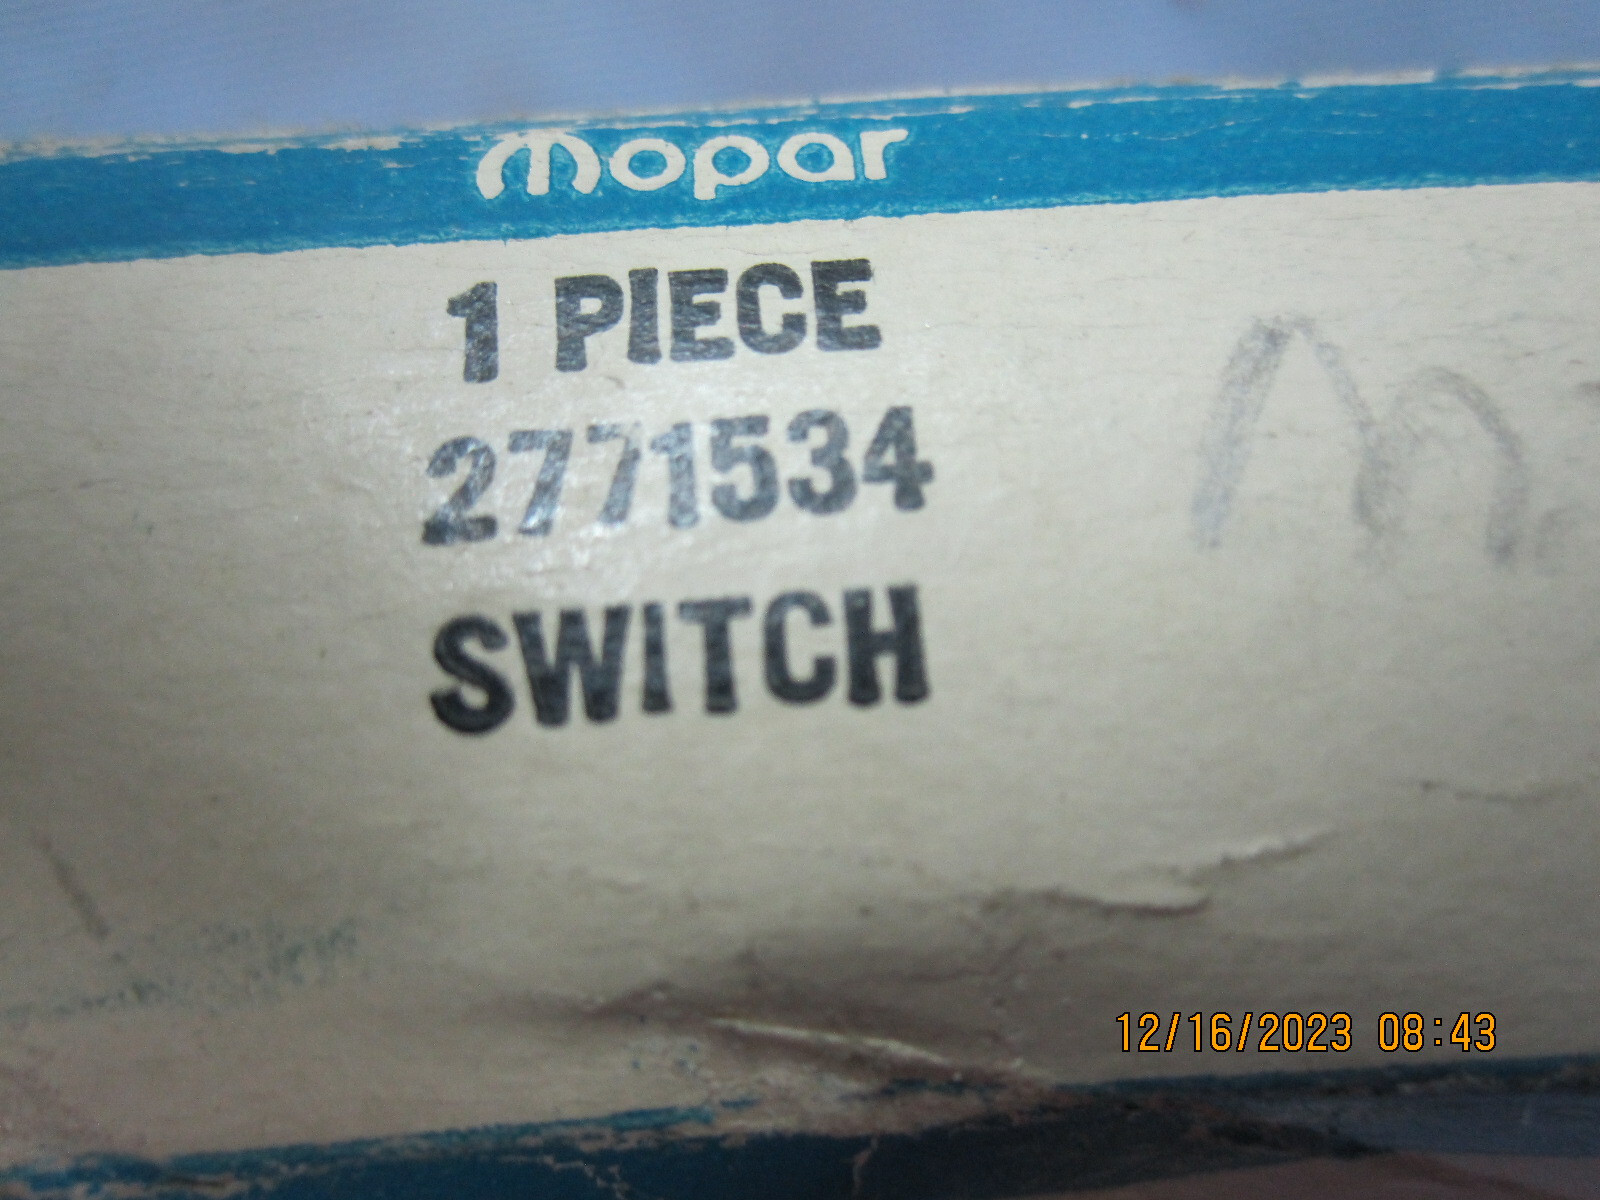 mopar
1 PIECE
2771534
SWITCH
M
12/16/2023 08:43